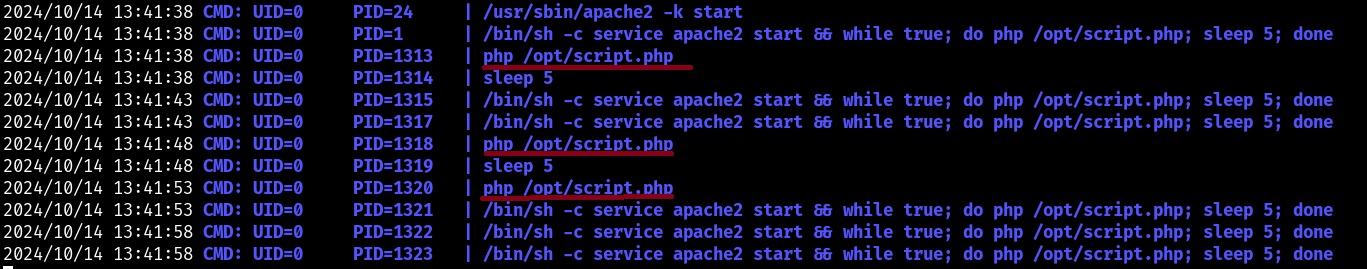 2024/10/14 13:41:38 CMD: UID=0     PID=24     | /usr/sbin/apache2 -k start
2024/10/14 13:41:38 CMD: UID=0     PID=1      | /bin/sh -c service apache2 start && while true; do php /opt/script.php; sleep 5; done
2024/10/14 13:41:38 CMD: UID=0     PID=1313   | php /opt/script.php
2024/10/14 13:41:38 CMD: UID=0     PID=1314   | sleep 5
2024/10/14 13:41:43 CMD: UID=0     PID=1315   | /bin/sh -c service apache2 start && while true; do php /opt/script.php; sleep 5; done
2024/10/14 13:41:43 CMD: UID=0     PID=1317   | /bin/sh -c service apache2 start && while true; do php /opt/script.php; sleep 5; done
2024/10/14 13:41:48 CMD: UID=0     PID=1318   | php /opt/script.php
2024/10/14 13:41:48 CMD: UID=0     PID=1319   | sleep 5
2024/10/14 13:41:53 CMD: UID=0     PID=1320   | php /opt/script.php
2024/10/14 13:41:53 CMD: UID=0     PID=1321   | /bin/sh -c service apache2 start && while true; do php /opt/script.php; sleep 5; done
2024/10/14 13:41:58 CMD: UID=0     PID=1322   | /bin/sh -c service apache2 start && while true; do php /opt/script.php; sleep 5; done
2024/10/14 13:41:58 CMD: UID=0     PID=1323   | /bin/sh -c service apache2 start && while true; do php /opt/script.php; sleep 5; done